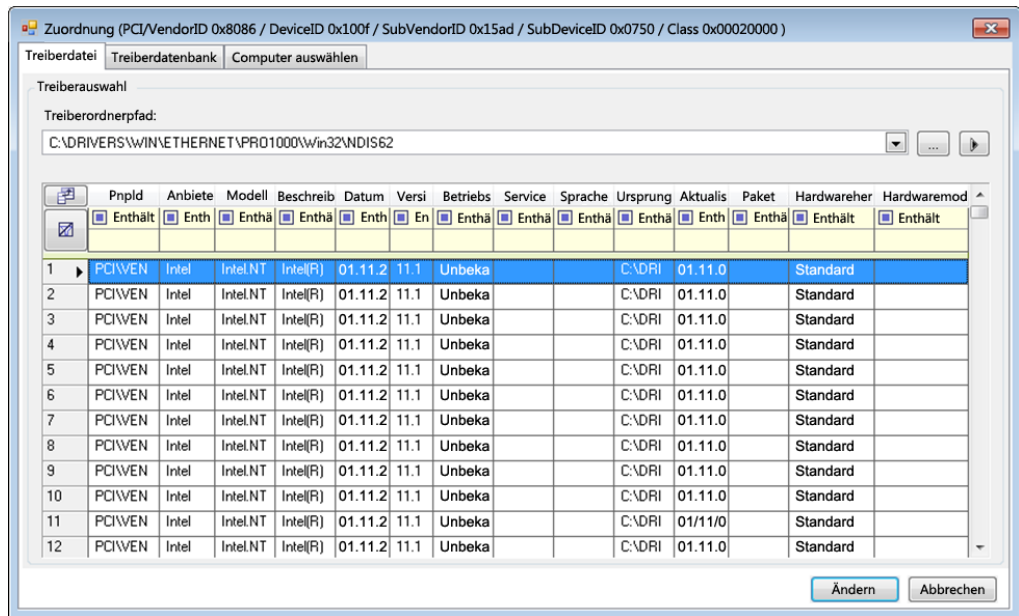 Zuordnung (PCI/VendorID 0x8086 / DeviceID 0x100f / SubVendorID 0x15ad / SubDeviceID 0x0750 / Class 0x00020000 )
Treiberdatei Treiberdatenbank Computer auswählen
Treiberauswahl
Treiberordnerpfad:
C:\DRIVERS\WIN\ETHERNET\PRO1000\Win32\NDIS62 ...
PnpId Anbiete Modell Beschreib Datum Versi Betriebs Service Sprache Ursprung Aktualis Paket Hardwareher Hardwaremod
Enthält Enth Enthä Enthä Enth En Enthä Enthä Enthä Enthä Enth Enthä Enthält Enthält
1 PCI\VEN Intel Intel.NT Intel(R) 01.11.2 11.1 Unbeka C:\DRI 01.11.0 Standard
2 PCI\VEN Intel Intel.NT Intel(R) 01.11.2 11.1 Unbeka C:\DRI 01.11.0 Standard
3 PCI\VEN Intel Intel.NT Intel(R) 01.11.2 11.1 Unbeka C:\DRI 01.11.0 Standard
4 PCI\VEN Intel Intel.NT Intel(R) 01.11.2 11.1 Unbeka C:\DRI 01.11.0 Standard
5 PCI\VEN Intel Intel.NT Intel(R) 01.11.2 11.1 Unbeka C:\DRI 01.11.0 Standard
6 PCI\VEN Intel Intel.NT Intel(R) 01.11.2 11.1 Unbeka C:\DRI 01.11.0 Standard
7 PCI\VEN Intel Intel.NT Intel(R) 01.11.2 11.1 Unbeka C:\DRI 01.11.0 Standard
8 PCI\VEN Intel Intel.NT Intel(R) 01.11.2 11.1 Unbeka C:\DRI 01.11.0 Standard
9 PCI\VEN Intel Intel.NT Intel(R) 01.11.2 11.1 Unbeka C:\DRI 01.11.0 Standard
10 PCI\VEN Intel Intel.NT Intel(R) 01.11.2 11.1 Unbeka C:\DRI 01.11.0 Standard
11 PCI\VEN Intel Intel.NT Intel(R) 01.11.2 11.1 Unbeka C:\DRI 01/11/0 Standard
12 PCI\VEN Intel Intel.NT Intel(R) 01.11.2 11.1 Unbeka C:\DRI 01.11.0 Standard
Ändern Abbrechen